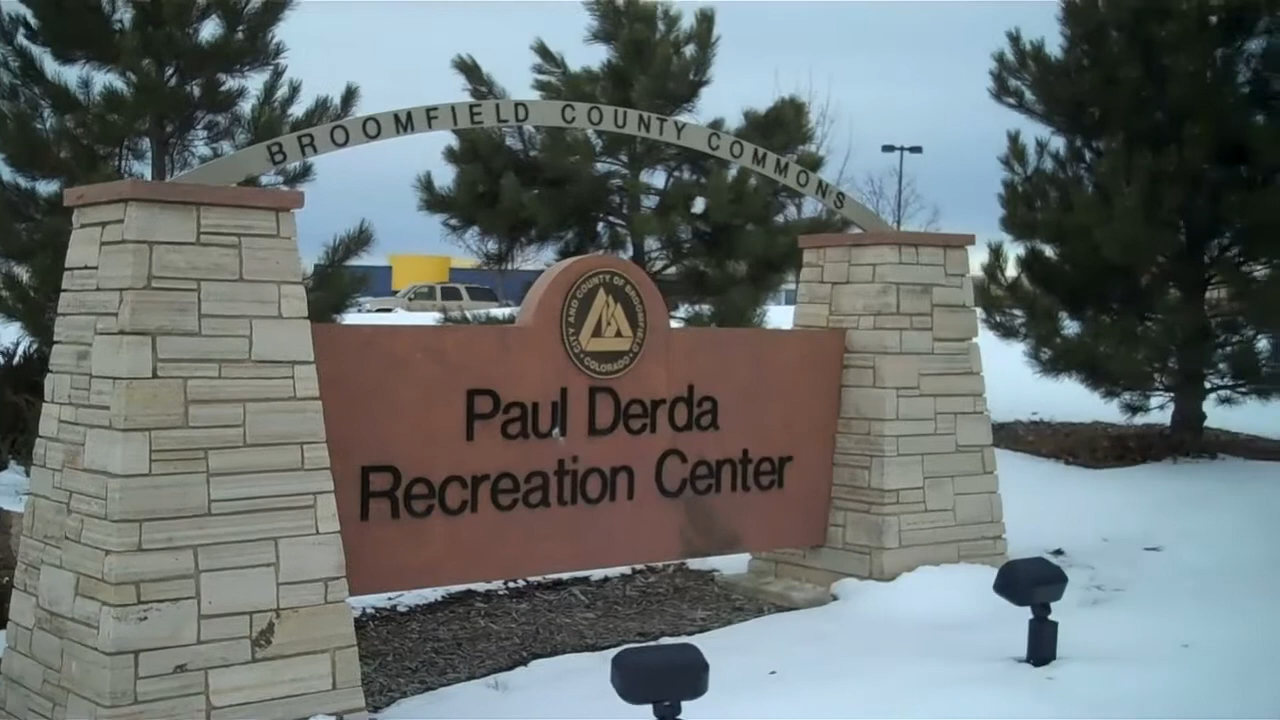 BROOMFIELD COUNTY COMMONS
CITY AND COUNTY OF BROOMFIELD
COLORADO
Paul Derda
Recreation Center